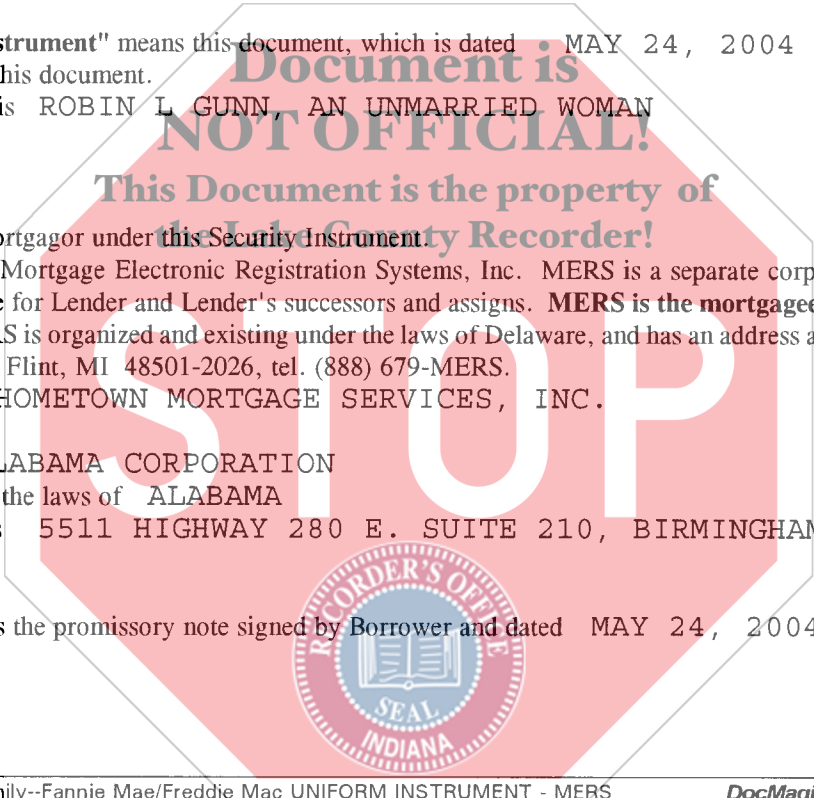 strument" means this document, which is dated MAY 24, 2004
his document.
is ROBIN L GUNN, AN UNMARRIED WOMAN
Document is
NOT OFFICIAL!
This Document is the property of
the Lake County Recorder!
ortgagor under this Security Instrument.
Mortgage Electronic Registration Systems, Inc. MERS is a separate corp
e for Lender and Lender's successors and assigns. MERS is the mortgagee
RS is organized and existing under the laws of Delaware, and has an address a
Flint, MI 48501-2026, tel. (888) 679-MERS.
HOMETOWN MORTGAGE SERVICES, INC.
LABAMA CORPORATION
the laws of ALABAMA
s 5511 HIGHWAY 280 E. SUITE 210, BIRMINGHAM
STOP
s the promissory note signed by Borrower and dated MAY 24, 2004
RECORDER'S OFFICE
SEAL
INDIANA
mily--Fannie Mae/Freddie Mac UNIFORM INSTRUMENT - MERS DocMagi